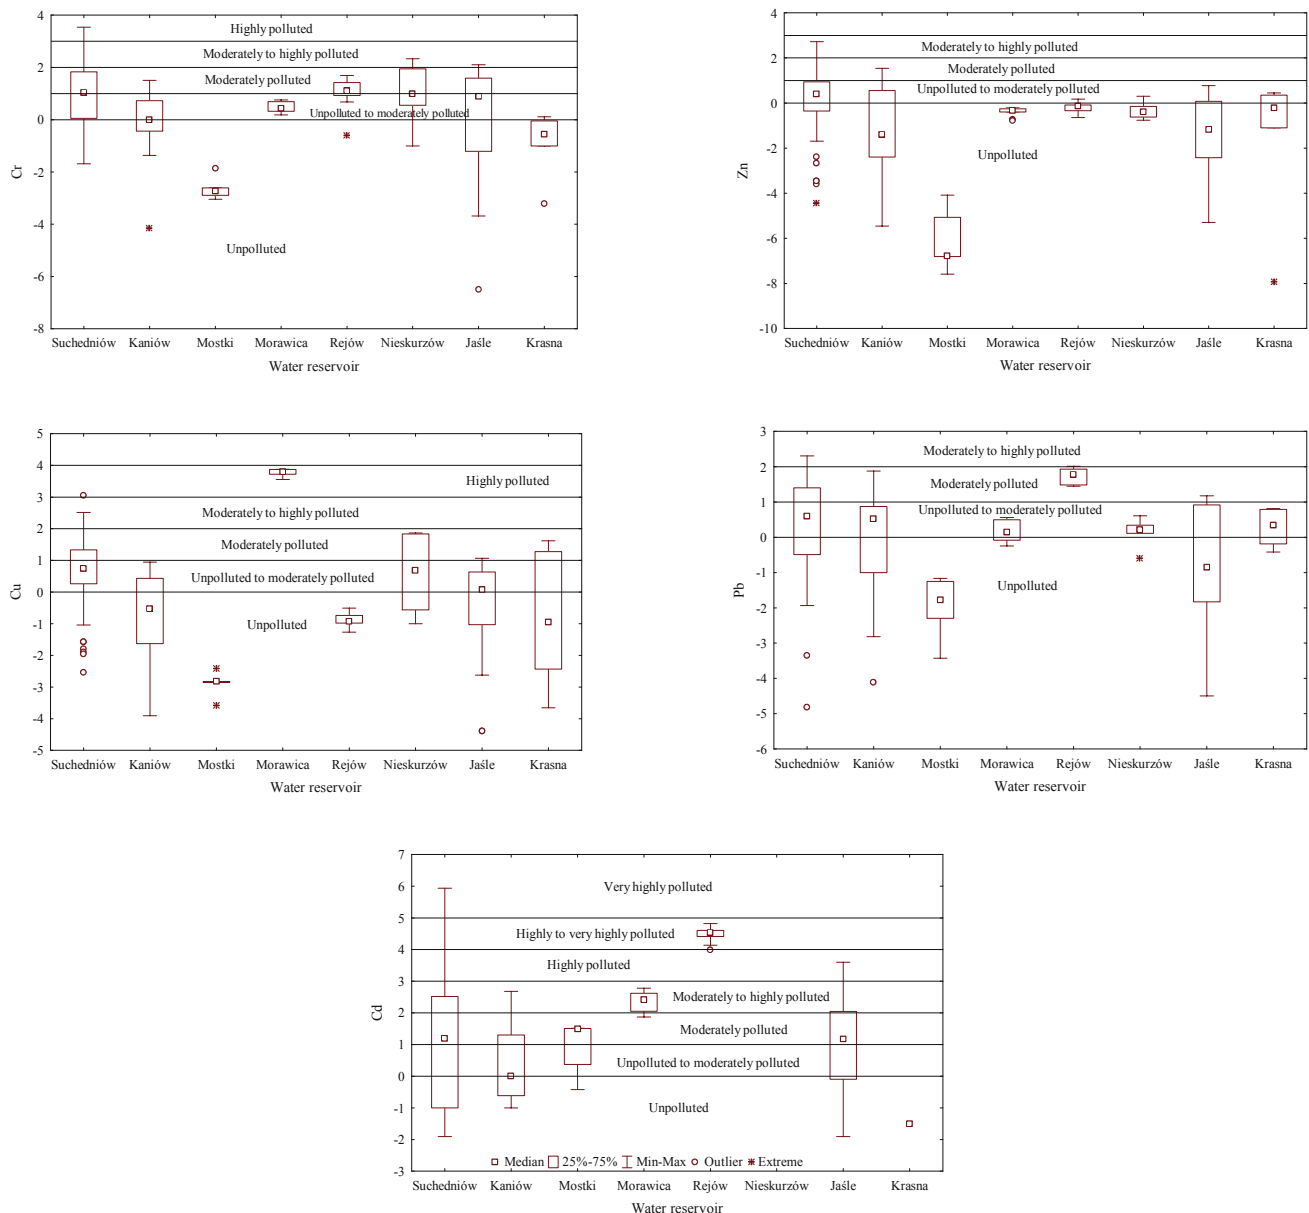 4
2
0
-2
-4
-6
-8
Cr
Highly polluted
Moderately to highly polluted
Moderately polluted
Unpolluted to moderately polluted
Unpolluted
Suchedniów Kaniów Mostki Morawica Rejów Nieskurzów Jaśle Krasna
Water reservoir
4
2
0
-2
-4
-6
-8
-10
Zn
Moderately to highly polluted
Moderately polluted
Unpolluted to moderately polluted
Unpolluted
Suchedniów Kaniów Mostki Morawica Rejów Nieskurzów Jaśle Krasna
Water reservoir
5
4
3
2
1
0
-1
-2
-3
-4
-5
Cu
Highly polluted
Moderately to highly polluted
Moderately polluted
Unpolluted to moderately polluted
Unpolluted
Suchedniów Kaniów Mostki Morawica Rejów Nieskurzów Jaśle Krasna
Water reservoir
3
2
1
0
-1
-2
-3
-4
-5
-6
Pb
Moderately to highly polluted
Moderately polluted
Unpolluted to moderately polluted
Unpolluted
Suchedniów Kaniów Mostki Morawica Rejów Nieskurzów Jaśle Krasna
Water reservoir
7
6
5
4
3
2
1
0
-1
-2
-3
Cd
Very highly polluted
Highly to very highly polluted
Highly polluted
Moderately to highly polluted
Moderately polluted
Unpolluted to moderately polluted
Unpolluted
Median 25%-75% Min-Max Outlier Extreme
Suchedniów Kaniów Mostki Morawica Rejów Nieskurzów Jaśle Krasna
Water reservoir